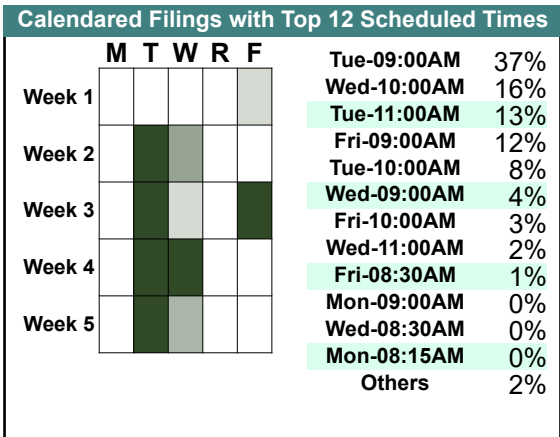 Calendared Filings with Top 12 Scheduled Times
M T W R F
Week 1
Week 2
Week 3
Week 4
Week 5
Tue-09:00AM 37%
Wed-10:00AM 16%
Tue-11:00AM 13%
Fri-09:00AM 12%
Tue-10:00AM 8%
Wed-09:00AM 4%
Fri-10:00AM 3%
Wed-11:00AM 2%
Fri-08:30AM 1%
Mon-09:00AM 0%
Wed-08:30AM 0%
Mon-08:15AM 0%
Others 2%